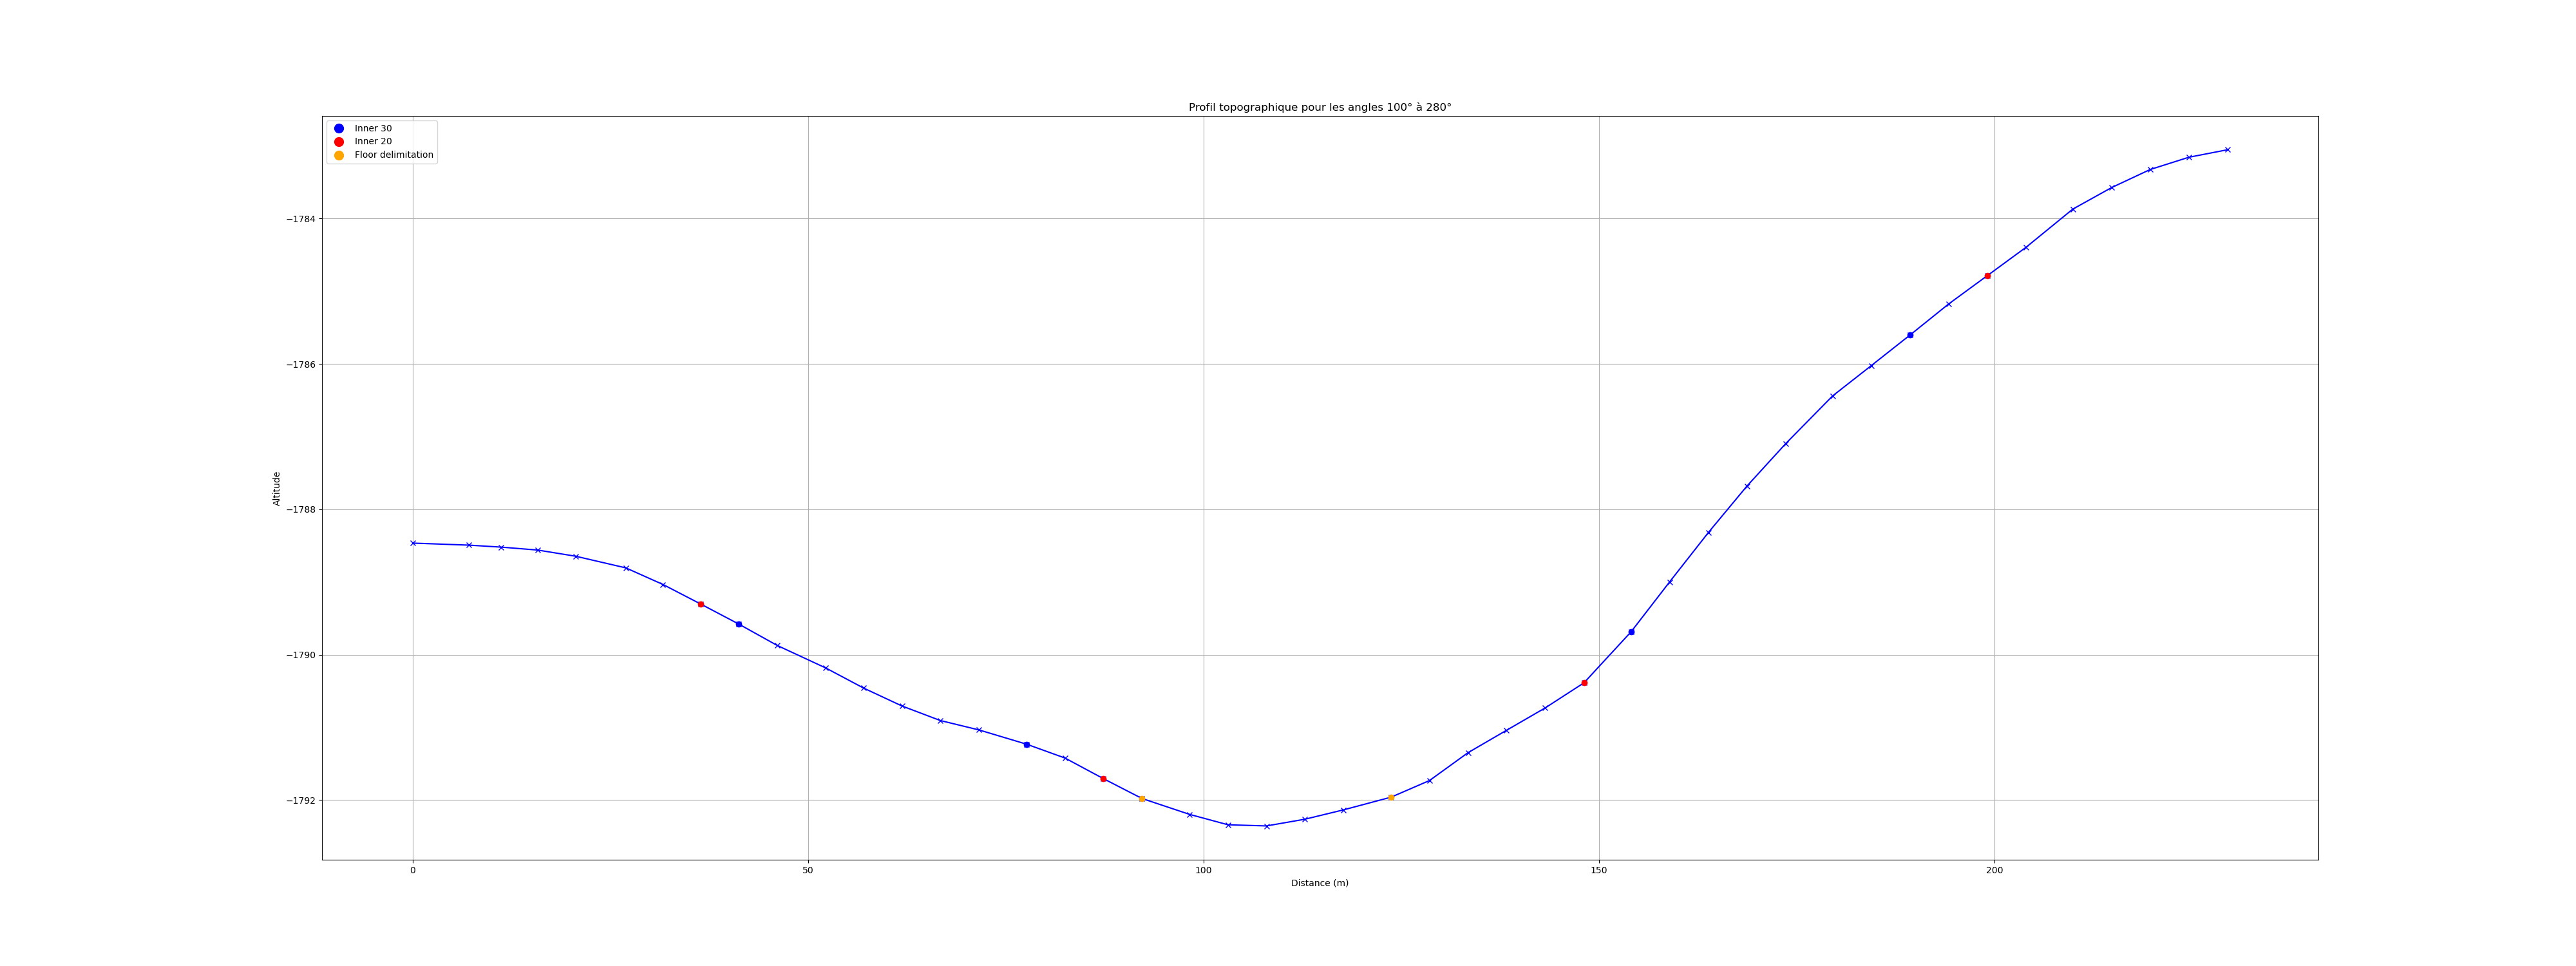 Profil topographique pour les angles 100° à 280°
Inner 30
Inner 20
Floor delimitation
−1784
−1786
−1788
−1790
−1792
Altitude
0 50 100 150 200
Distance (m)